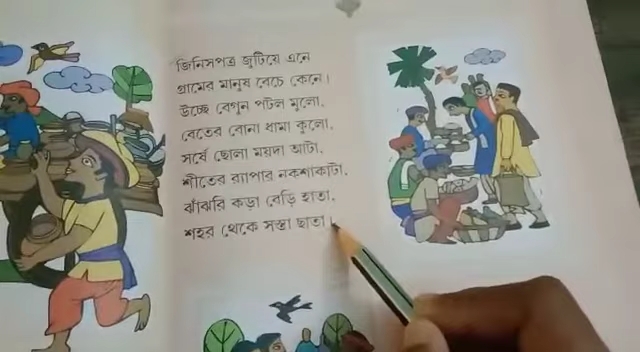 জিনিসপত্র জুটিয়ে এনে
গ্রামের মানুষ বেচে কেনে।
উচ্ছে বেগুন পটল মুলো,
বেতের বোনা ধামা কুলো,
সর্ষে ছোলা ময়দা আটা,
শীতের র‍্যাপার নকশাকাটা,
ঝাঁঝরি কড়া বেড়ি হাতা,
শহর থেকে সস্তা ছাতা।